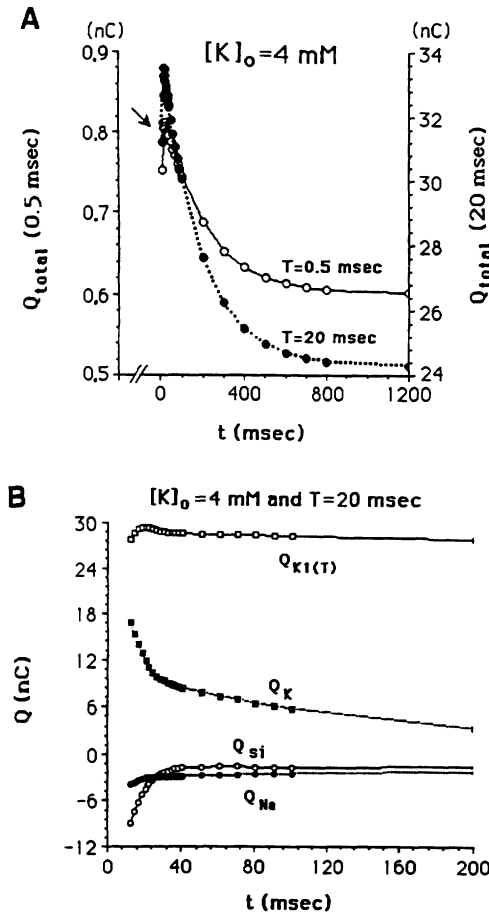 A
(nC)
(nC)
[K]o=4 mM
0,9
0,8
0,7
0,6
0,5
34
32
30
28
26
24
Qtotal (0.5 msec)
Qtotal (20 msec)
T=0.5 msec
T=20 msec
0
400
800
1200
t (msec)
B
[K]o=4 mM and T=20 msec
30
24
18
12
6
0
-6
-12
Q (nC)
QK1(T)
QK
Qsi
QNa
0
40
80
120
160
200
t (msec)